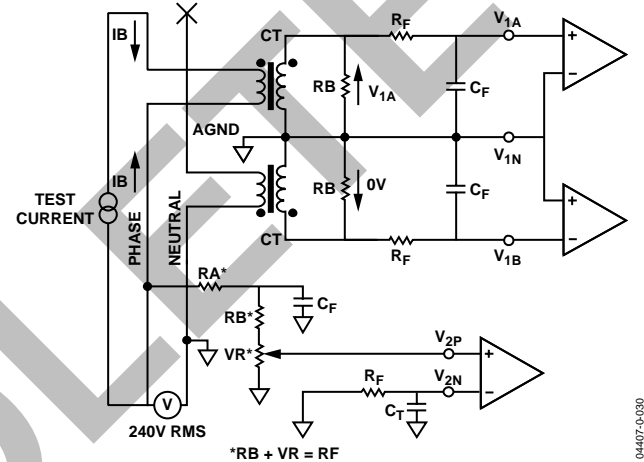 IB
CT
RF
V1A
+
RB
V1A
CF
−
AGND
V1N
IB
RB
0V
CF
+
TEST
CURRENT
PHASE
NEUTRAL
CT
RF
V1B
−
RA*
CF
RB*
VR*
V2P
+
RF
V2N
−
CT
V
240V RMS
*RB + VR = RF
04407-0-030